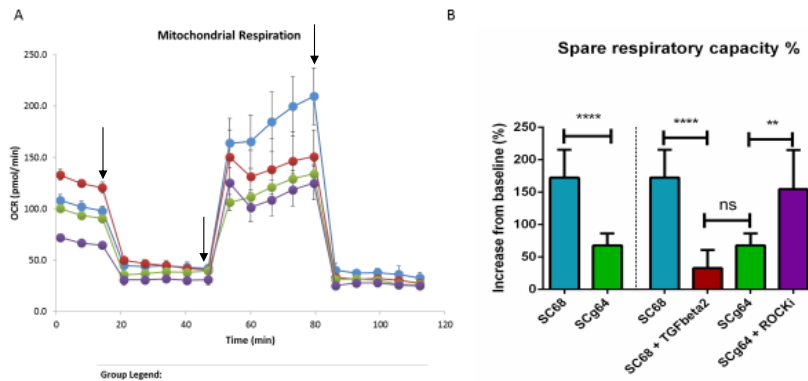 A
Mitochondrial Respiration
250.0
200.0
150.0
100.0
50.0
0.0
OCR (pmol/min)
0 20 40 60 80 100 120
Time (min)
Group Legend:
B
Spare respiratory capacity %
**** **** **
ns
250
200
150
100
50
0
Increase from baseline (%)
SC68
SCg64
SC68
SC68 + TGFbeta2
SCg64
SCg64 + ROCKi